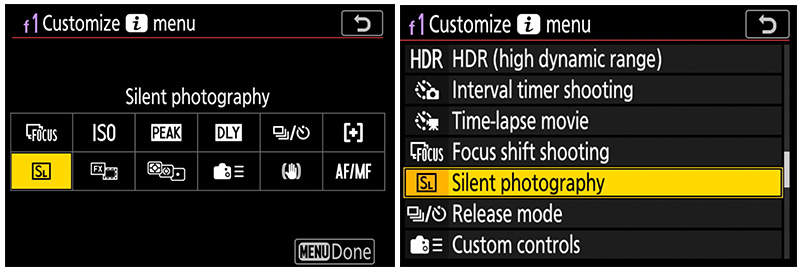 f1 Customize i menu
Silent photography
FOCUS ISO PEAK DLY
SL FX AF/MF
MENU Done
f1 Customize i menu
HDR HDR (high dynamic range)
Interval timer shooting
Time-lapse movie
FOCUS Focus shift shooting
SL Silent photography
Release mode
Custom controls